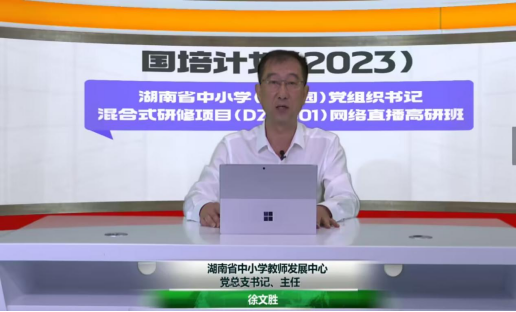 国培计划 2023）
湖南省中小学（ 园）党组织书记
混合式研修项目（DZ 01）网络直播高研班
湖南省中小学教师发展中心
党总支书记、主任
徐文胜